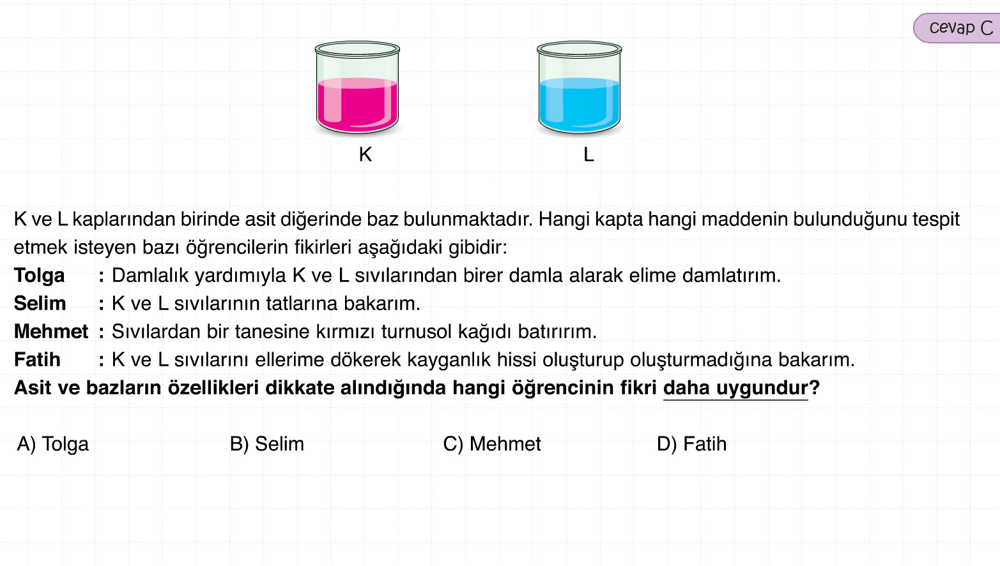 cevap C
K
L
K ve L kaplarından birinde asit diğerinde baz bulunmaktadır. Hangi kapta hangi maddenin bulunduğunu tespit
etmek isteyen bazı öğrencilerin fikirleri aşağıdaki gibidir:
Tolga : Damlalık yardımıyla K ve L sıvılarından birer damla alarak elime damlatırım.
Selim : K ve L sıvılarının tatlarına bakarım.
Mehmet : Sıvılardan bir tanesine kırmızı turnusol kağıdı batırırım.
Fatih : K ve L sıvılarını ellerime dökerek kayganlık hissi oluşturup oluşturmadığına bakarım.
Asit ve bazların özellikleri dikkate alındığında hangi öğrencinin fikri daha uygundur?
A) Tolga B) Selim C) Mehmet D) Fatih